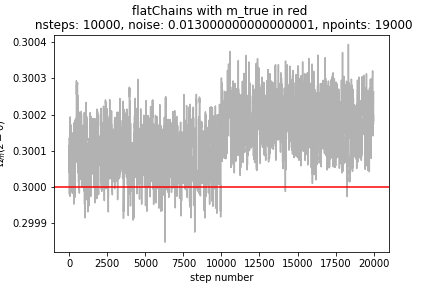 flatChains with m_true in red
nsteps: 10000, noise: 0.013000000000000001, npoints: 19000
0.3004
0.3003
0.3002
0.3001
0.3000
0.2999
0 2500 5000 7500 10000 12500 15000 17500 20000
step number